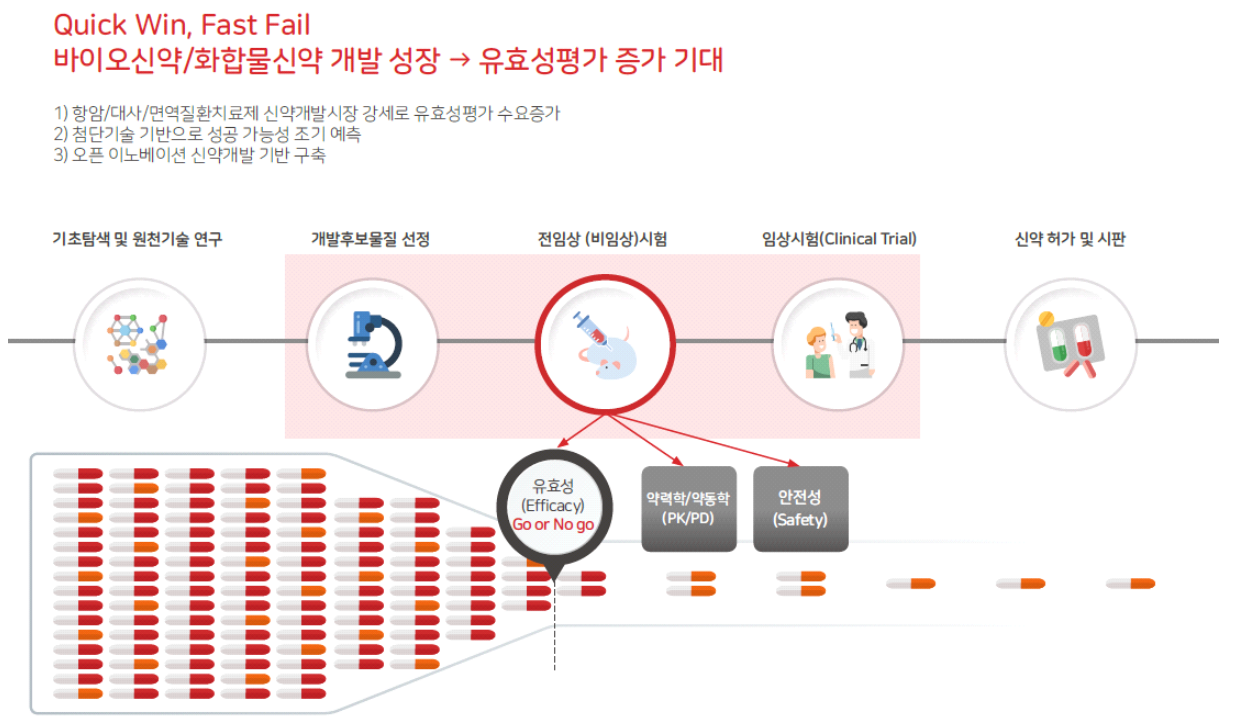 Quick Win, Fast Fail
바이오신약/화합물신약 개발 성장 → 유효성평가 증가 기대
1) 항암/대사/면역질환치료제 신약개발시장 강세로 유효성평가 수요증가
2) 첨단기술 기반으로 성공 가능성 조기 예측
3) 오픈 이노베이션 신약개발 기반 구축
기초탐색 및 원천기술 연구
개발후보물질 선정
전임상 (비임상)시험
임상시험(Clinical Trial)
신약 허가 및 시판
유효성
(Efficacy)
Go or No go
약력학/약동학
(PK/PD)
안전성
(Safety)